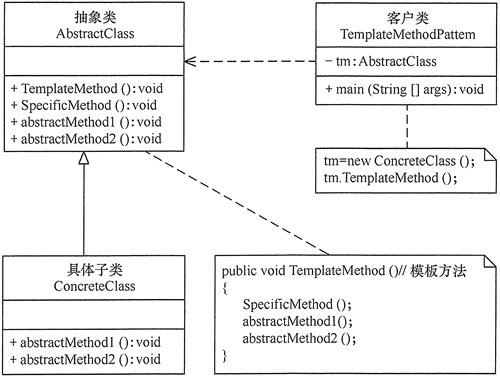 抽象类
AbstractClass
+ TemplateMethod ():void
+ SpecificMethod ():void
+ abstractMethod1 ():void
+ abstractMethod2 ():void
客户类
TemplateMethodPattem
− tm:AbstractClass
+ main (String [] args):void
tm=new ConcreteClass ();
tm.TemplateMethod ();
具体子类
ConcreteClass
+ abstractMethod1 ():void
+ abstractMethod2 ():void
public void TemplateMethod ()// 模板方法
{
SpecificMethod ();
abstractMethod1();
abstractMethod2 ();
}